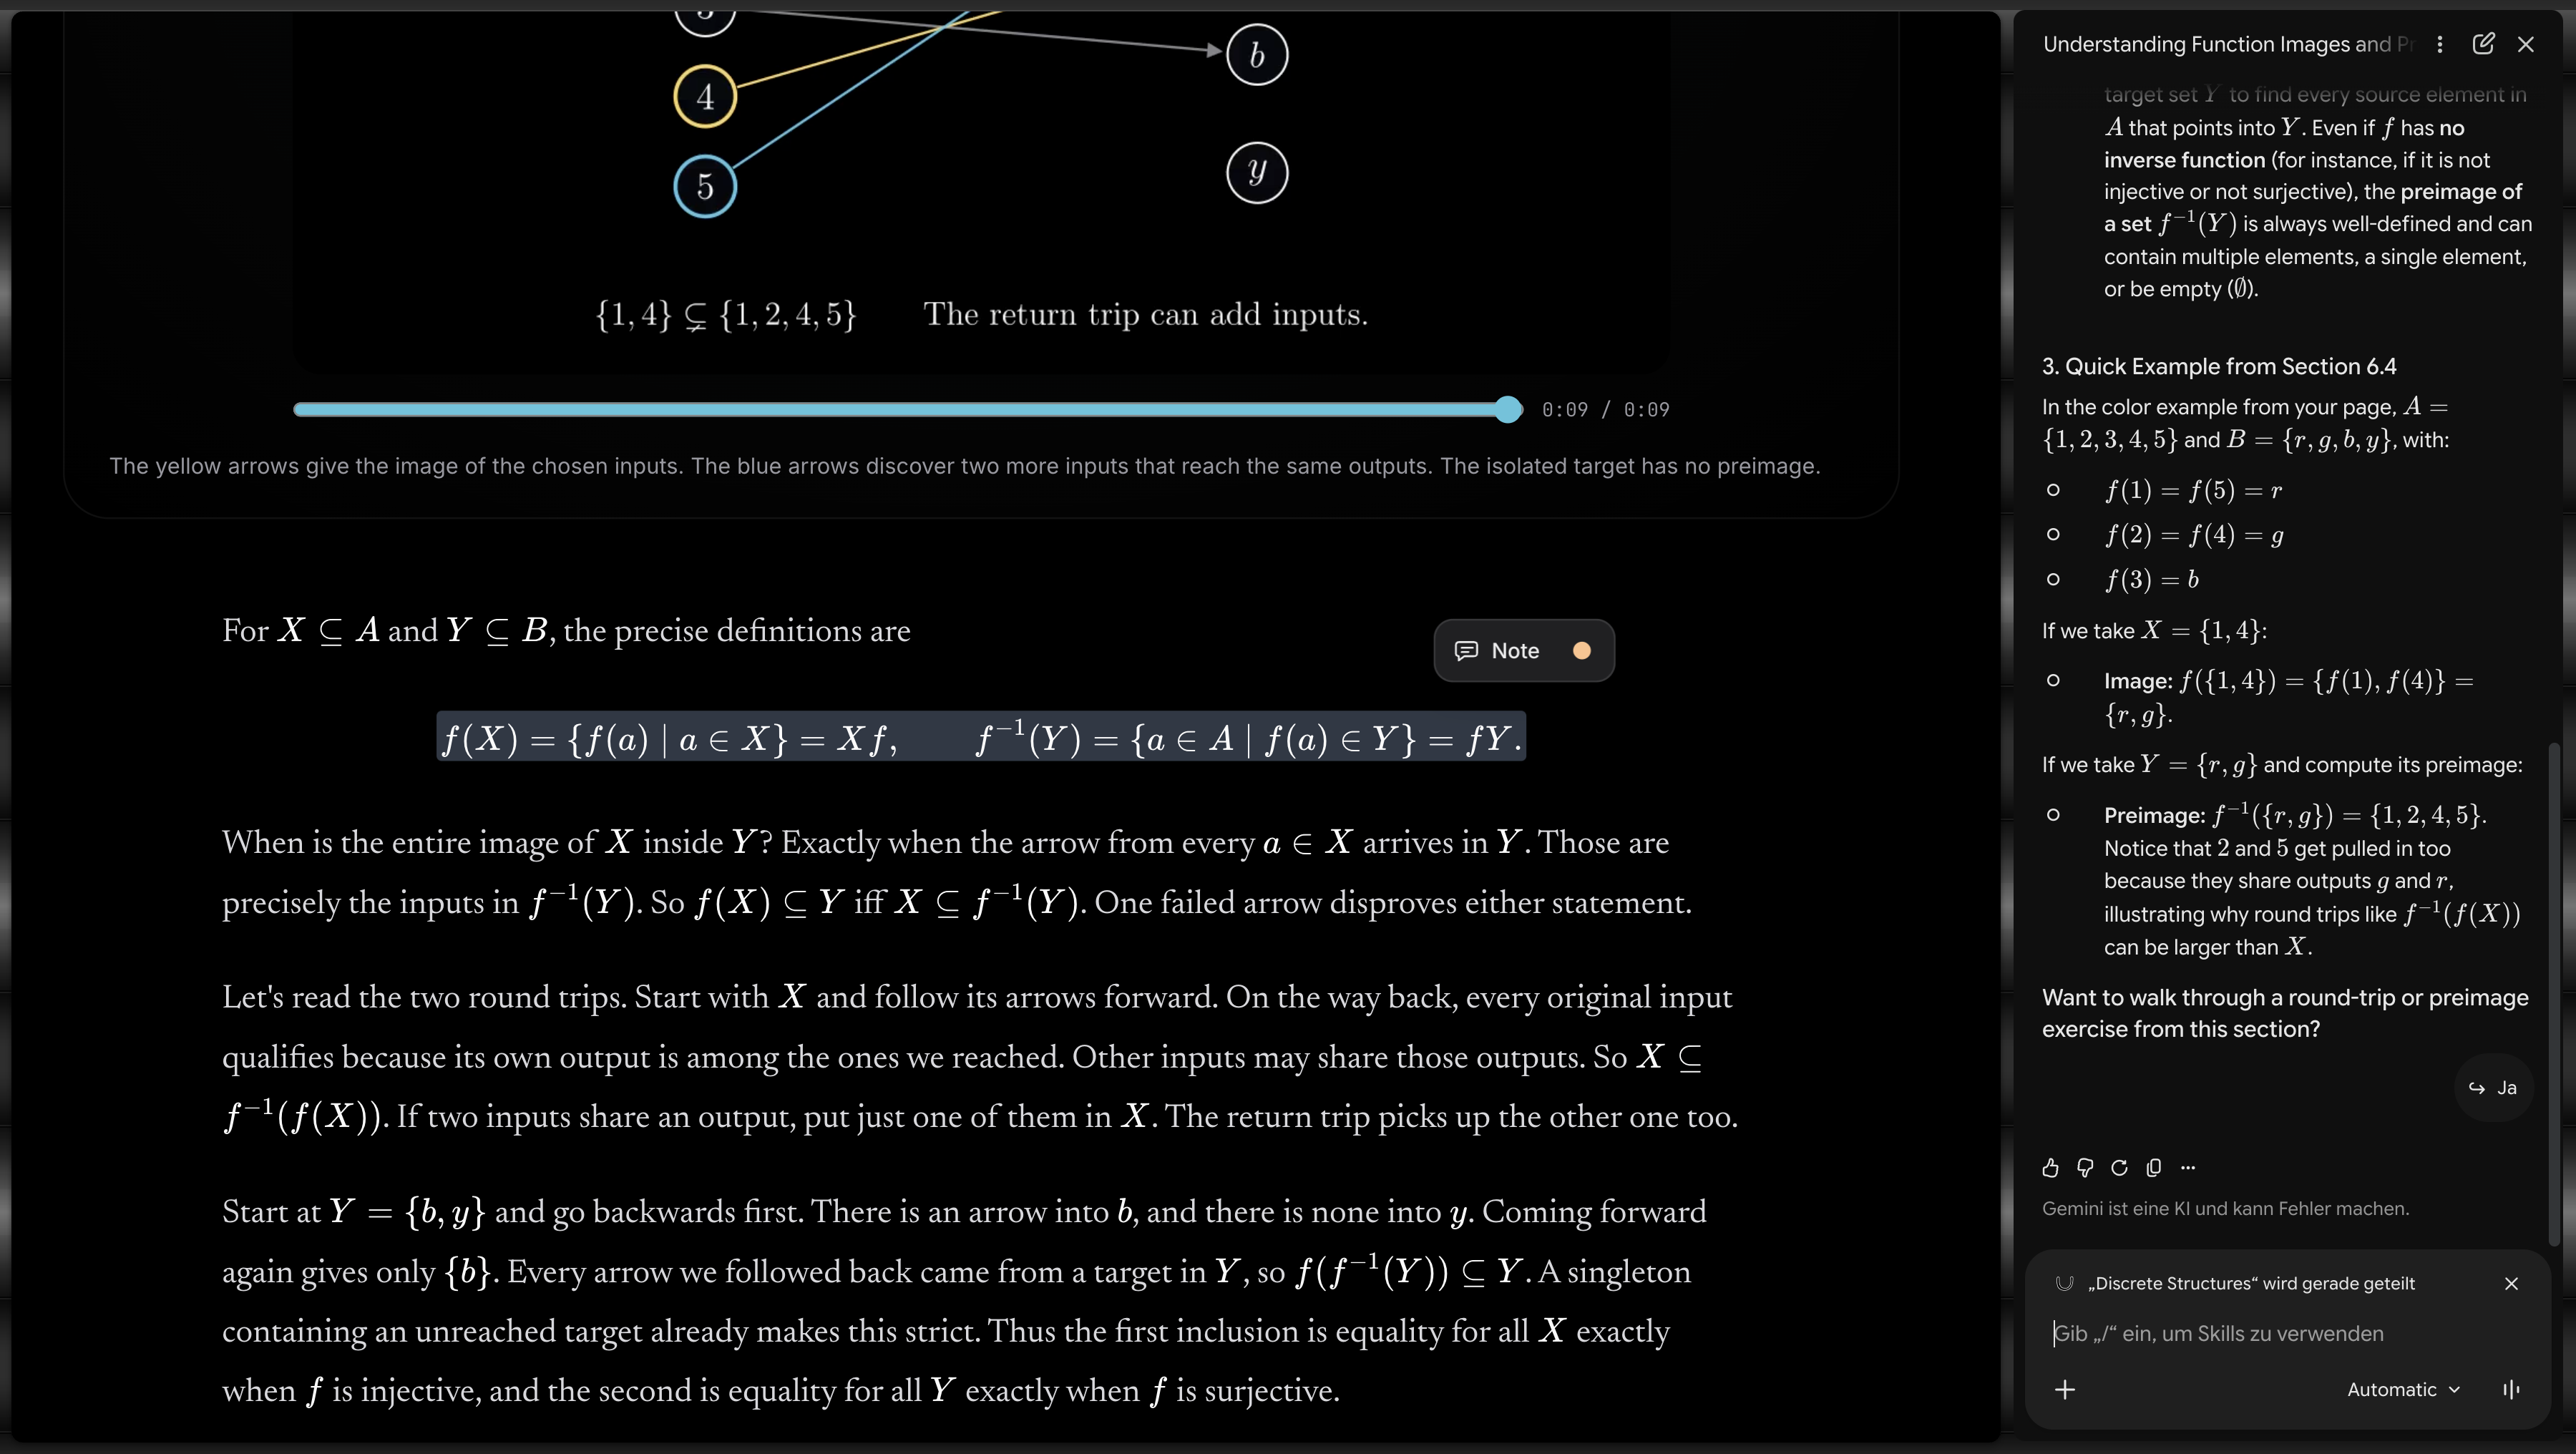 b
4
5
y
{1, 4} ⊊ {1, 2, 4, 5} The return trip can add inputs.
0:09 / 0:09
The yellow arrows give the image of the chosen inputs. The blue arrows discover two more inputs that reach the same outputs. The isolated target has no preimage.
For X ⊆ A and Y ⊆ B, the precise definitions are
Note
f(X) = {f(a) | a ∈ X} = Xf, f⁻¹(Y) = {a ∈ A | f(a) ∈ Y} = fY.
When is the entire image of X inside Y? Exactly when the arrow from every a ∈ X arrives in Y. Those are
precisely the inputs in f⁻¹(Y). So f(X) ⊆ Y iff X ⊆ f⁻¹(Y). One failed arrow disproves either statement.
Let's read the two round trips. Start with X and follow its arrows forward. On the way back, every original input
qualifies because its own output is among the ones we reached. Other inputs may share those outputs. So X ⊆
f⁻¹(f(X)). If two inputs share an output, put just one of them in X. The return trip picks up the other one too.
Start at Y = {b, y} and go backwards first. There is an arrow into b, and there is none into y. Coming forward
again gives only {b}. Every arrow we followed back came from a target in Y, so f(f⁻¹(Y)) ⊆ Y. A singleton
containing an unreached target already makes this strict. Thus the first inclusion is equality for all X exactly
when f is injective, and the second is equality for all Y exactly when f is surjective.
Understanding Function Images and Pr
target set Y to find every source element in
A that points into Y. Even if f has no
inverse function (for instance, if it is not
injective or not surjective), the preimage of
a set f⁻¹(Y) is always well-defined and can
contain multiple elements, a single element,
or be empty (∅).
3. Quick Example from Section 6.4
In the color example from your page, A =
{1, 2, 3, 4, 5} and B = {r, g, b, y}, with:
f(1) = f(5) = r
f(2) = f(4) = g
f(3) = b
If we take X = {1, 4}:
Image: f({1, 4}) = {f(1), f(4)} =
{r, g}.
If we take Y = {r, g} and compute its preimage:
Preimage: f⁻¹({r, g}) = {1, 2, 4, 5}.
Notice that 2 and 5 get pulled in too
because they share outputs g and r,
illustrating why round trips like f⁻¹(f(X))
can be larger than X.
Want to walk through a round-trip or preimage
exercise from this section?
Ja
Gemini ist eine KI und kann Fehler machen.
„Discrete Structures“ wird gerade geteilt
Gib „/“ ein, um Skills zu verwenden
Automatic